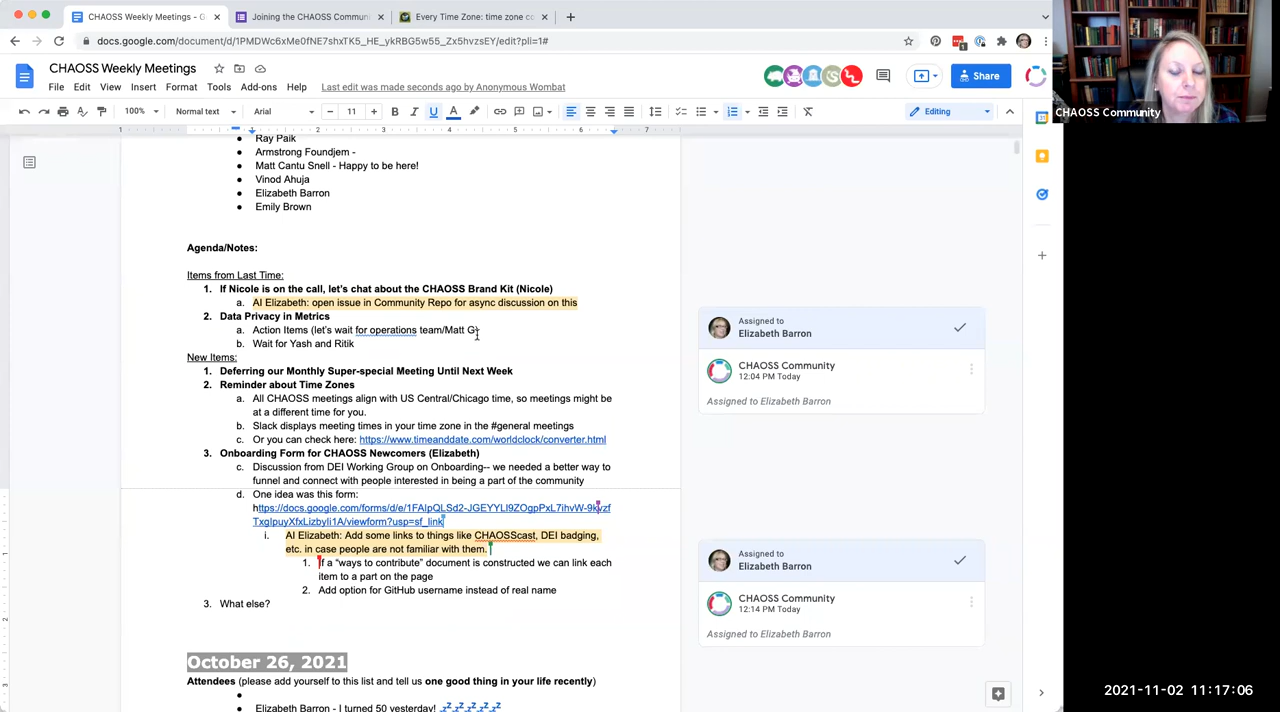 CHAOSS Weekly Meetings - G
Joining the CHAOSS Commun
Every Time Zone: time zone co
docs.google.com/document/d/1PMDWc6xMe0fNE7shxTK5_HE_ykRBG5w55_Zx5hvzsEY/edit?pli=1#
CHAOSS Weekly Meetings
File Edit View Insert Format Tools Add-ons Help Last edit was made seconds ago by Anonymous Wombat
Share
100% Normal text Arial 11 Editing
1 1 2 3 4 5 6 7
CHAOSS Community
Ray Paik
Armstrong Foundjem -
Matt Cantu Snell - Happy to be here!
Vinod Ahuja
Elizabeth Barron
Emily Brown
Agenda/Notes:
Items from Last Time:
1. If Nicole is on the call, let's chat about the CHAOSS Brand Kit (Nicole)
a. AI Elizabeth: open issue in Community Repo for async discussion on this
2. Data Privacy in Metrics
a. Action Items (let's wait for operations team/Matt G)
b. Wait for Yash and Ritik
New Items:
1. Deferring our Monthly Super-special Meeting Until Next Week
2. Reminder about Time Zones
a. All CHAOSS meetings align with US Central/Chicago time, so meetings might be
at a different time for you.
b. Slack displays meeting times in your time zone in the #general meetings
c. Or you can check here: https://www.timeanddate.com/worldclock/converter.html
3. Onboarding Form for CHAOSS Newcomers (Elizabeth)
c. Discussion from DEI Working Group on Onboarding-- we needed a better way to
funnel and connect with people interested in being a part of the community
d. One idea was this form:
https://docs.google.com/forms/d/e/1FAIpQLSd2-JGEYYLI9ZOgpPxL7ihvW-9kvzf
TxgIpuyXfxLizbyIi1A/viewform?usp=sf_link
i. AI Elizabeth: Add some links to things like CHAOSScast, DEI badging,
etc. in case people are not familiar with them.
1. If a "ways to contribute" document is constructed we can link each
item to a part on the page
2. Add option for GitHub username instead of real name
3. What else?
October 26, 2021
Attendees (please add yourself to this list and tell us one good thing in your life recently)
Elizabeth Barron - I turned 50 yesterday! 💤💤💤💤💤
Assigned to
Elizabeth Barron
CHAOSS Community
12:04 PM Today
Assigned to Elizabeth Barron
Assigned to
Elizabeth Barron
CHAOSS Community
12:14 PM Today
Assigned to Elizabeth Barron
2021-11-02 11:17:06